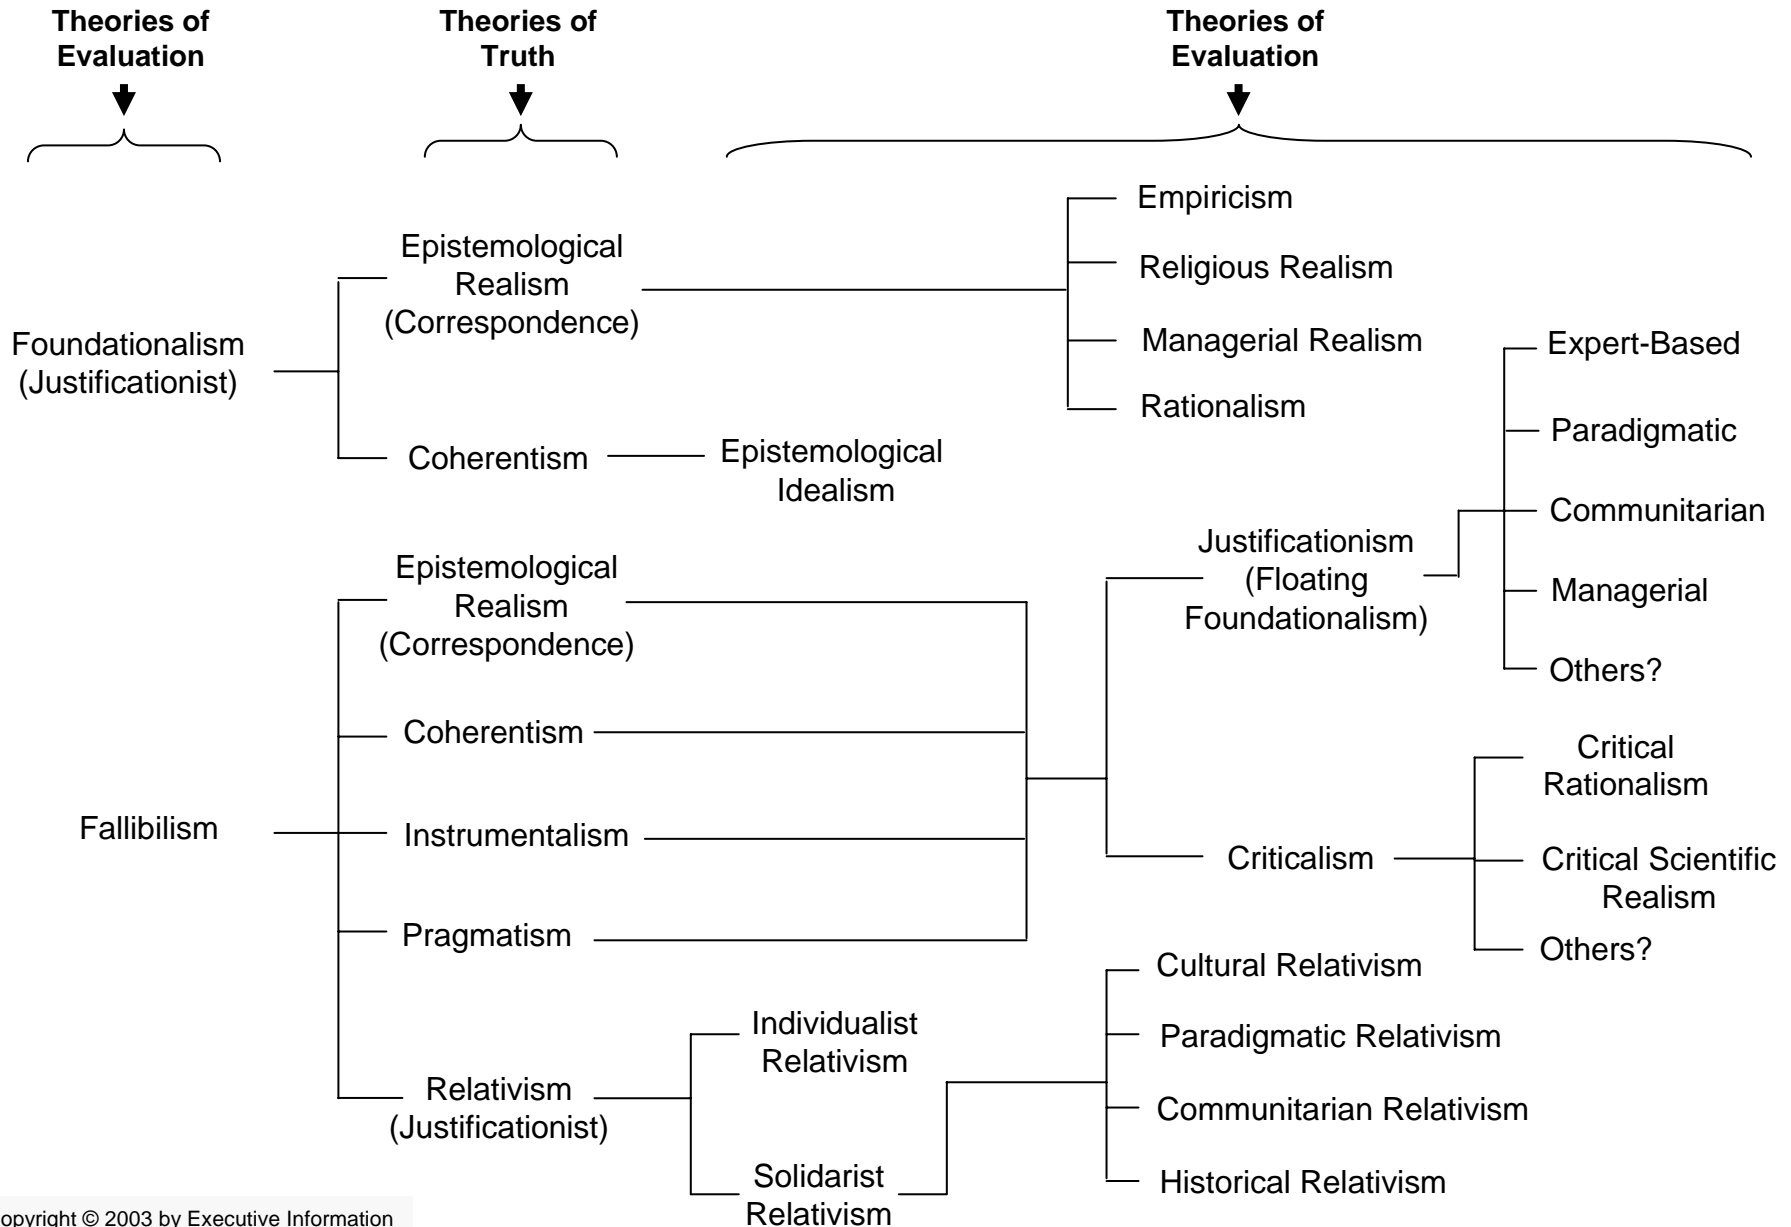 Theories of
Evaluation
Theories of
Truth
Theories of
Evaluation
Foundationalism
(Justificationist)
Epistemological
Realism
(Correspondence)
Empiricism
Religious Realism
Managerial Realism
Rationalism
Coherentism
Epistemological
Idealism
Fallibilism
Epistemological
Realism
(Correspondence)
Coherentism
Instrumentalism
Pragmatism
Justificationism
(Floating
Foundationalism)
Expert-Based
Paradigmatic
Communitarian
Managerial
Others?
Criticalism
Critical
Rationalism
Critical Scientific
Realism
Others?
Relativism
(Justificationist)
Individualist
Relativism
Solidarist
Relativism
Cultural Relativism
Paradigmatic Relativism
Communitarian Relativism
Historical Relativism
opyright © 2003 by Executive Information